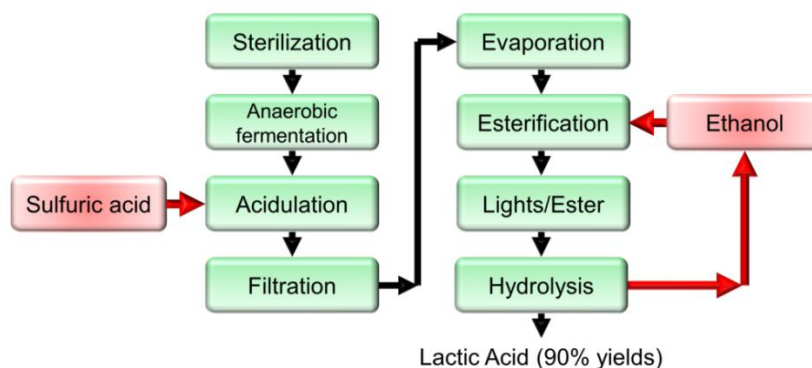 Sterilization
Anaerobic
fermentation
Sulfuric acid
Acidulation
Filtration
Evaporation
Esterification
Ethanol
Lights/Ester
Hydrolysis
Lactic Acid (90% yields)